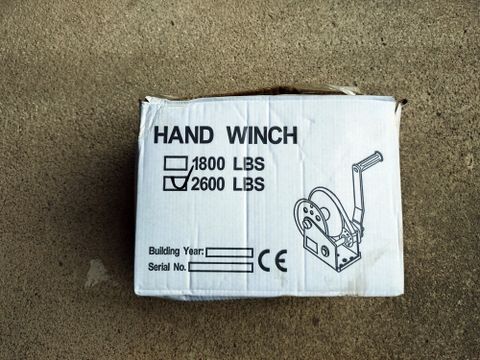 HAND WINCH
1800 LBS
2600 LBS
Building Year:
Serial No.
CE